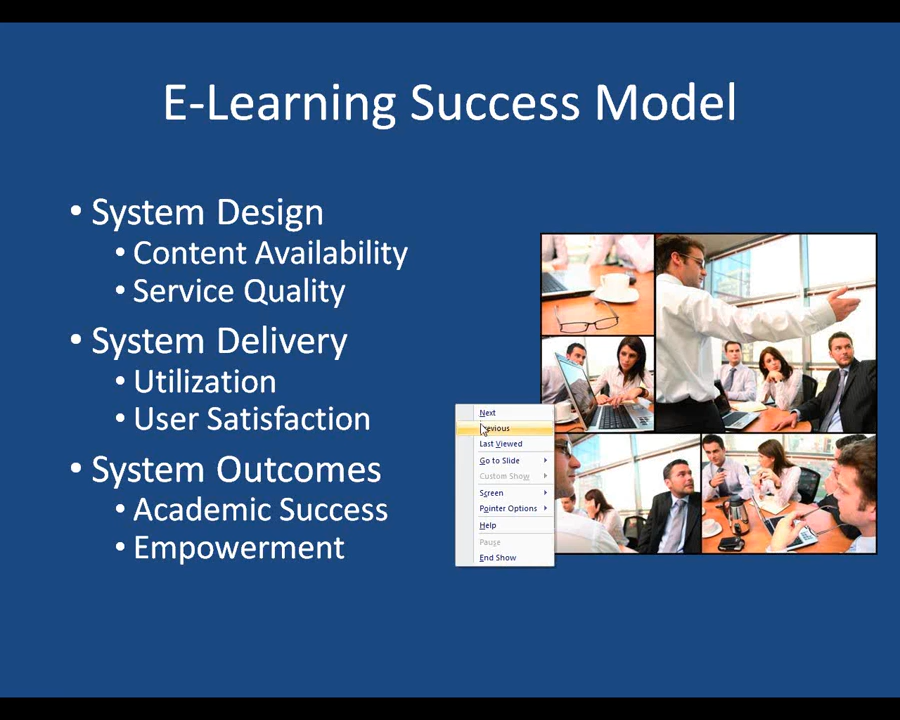 E-Learning Success Model
• System Design
• Content Availability
• Service Quality
• System Delivery
• Utilization
• User Satisfaction
• System Outcomes
• Academic Success
• Empowerment
Next
evious
Last Viewed
Go to Slide
Custom Show
Screen
Pointer Options
Help
Pause
End Show